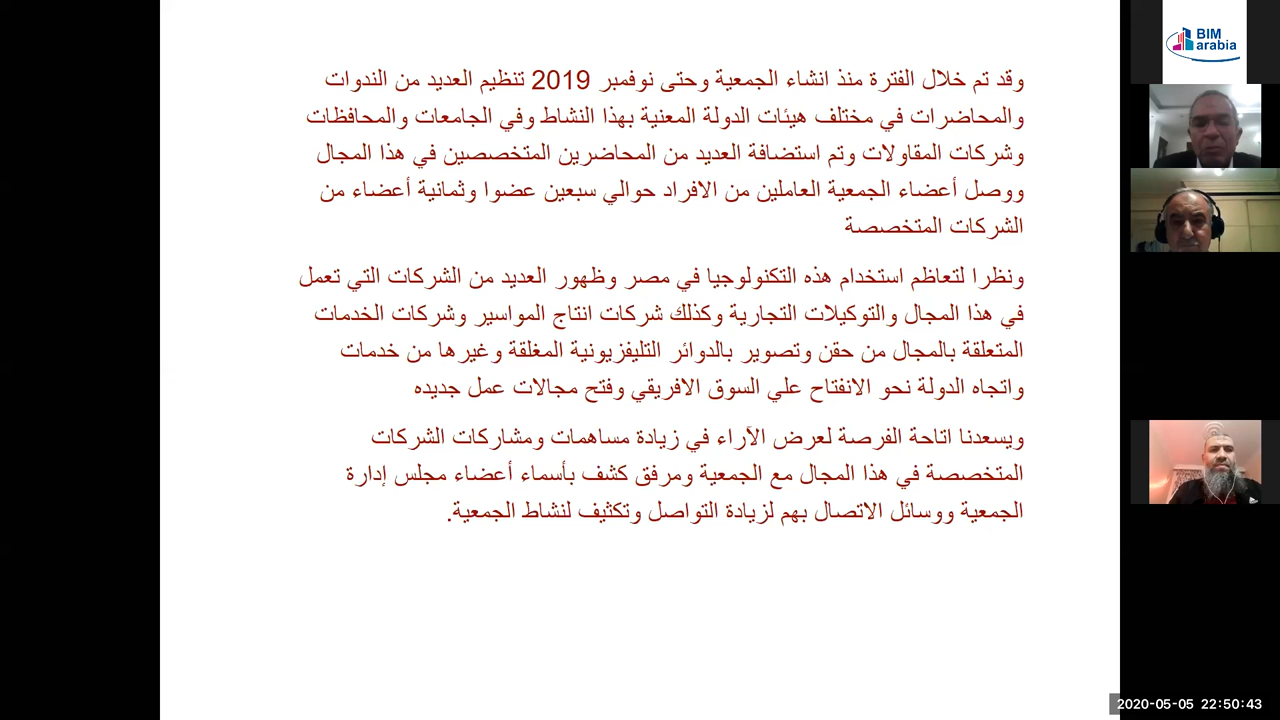 وقد تم خلال الفترة منذ انشاء الجمعية وحتى نوفمبر 2019 تنظيم العديد من الندوات
والمحاضرات في مختلف هيئات الدولة المعنية بهذا النشاط وفي الجامعات والمحافظات
وشركات المقاولات وتم استضافة العديد من المحاضرين المتخصصين في هذا المجال
ووصل أعضاء الجمعية العاملين من الافراد حوالي سبعين عضوا وثمانية أعضاء من
الشركات المتخصصة
ونظرا لتعاظم استخدام هذه التكنولوجيا في مصر وظهور العديد من الشركات التي تعمل
في هذا المجال والتوكيلات التجارية وكذلك شركات انتاج المواسير وشركات الخدمات
المتعلقة بالمجال من حقن وتصوير بالدوائر التليفزيونية المغلقة وغيرها من خدمات
واتجاه الدولة نحو الانفتاح علي السوق الافريقي وفتح مجالات عمل جديده
ويسعدنا اتاحة الفرصة لعرض الآراء في زيادة مساهمات ومشاركات الشركات
المتخصصة في هذا المجال مع الجمعية ومرفق كشف بأسماء أعضاء مجلس إدارة
الجمعية ووسائل الاتصال بهم لزيادة التواصل وتكثيف لنشاط الجمعية.
BIM
arabia
2020-05-05 22:50:43